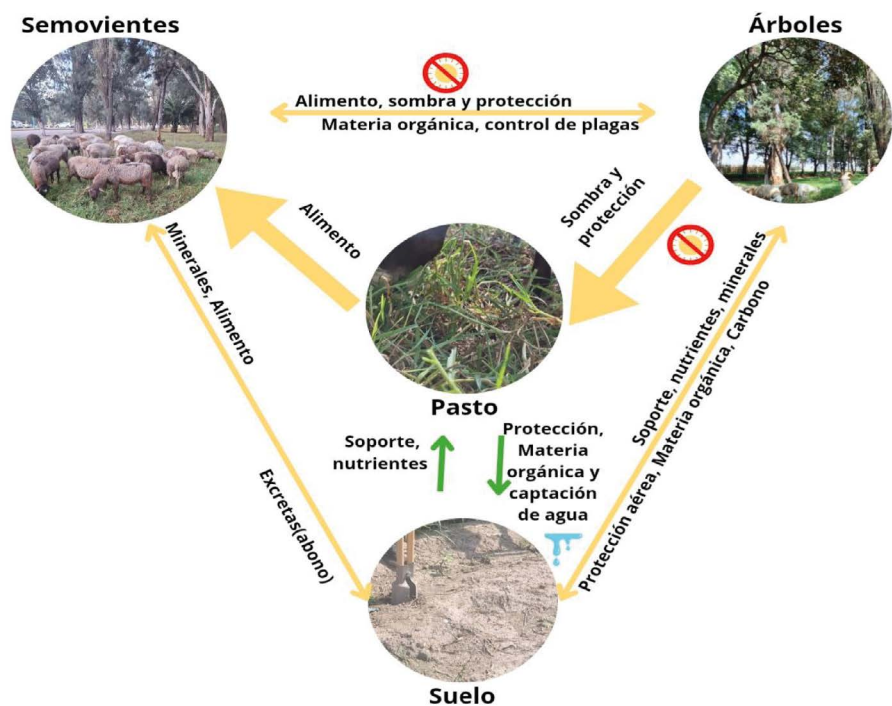 Semovientes
Árboles
Alimento, sombra y protección
Materia orgánica, control de plagas
Alimento
Sombra y
protección
Minerales, Alimento
Excretas(abono)
Soporte, nutrientes, minerales
Protección aérea, Materia orgánica, Carbono
Pasto
Soporte,
nutrientes
Protección,
Materia
orgánica y
captación
de agua
Suelo